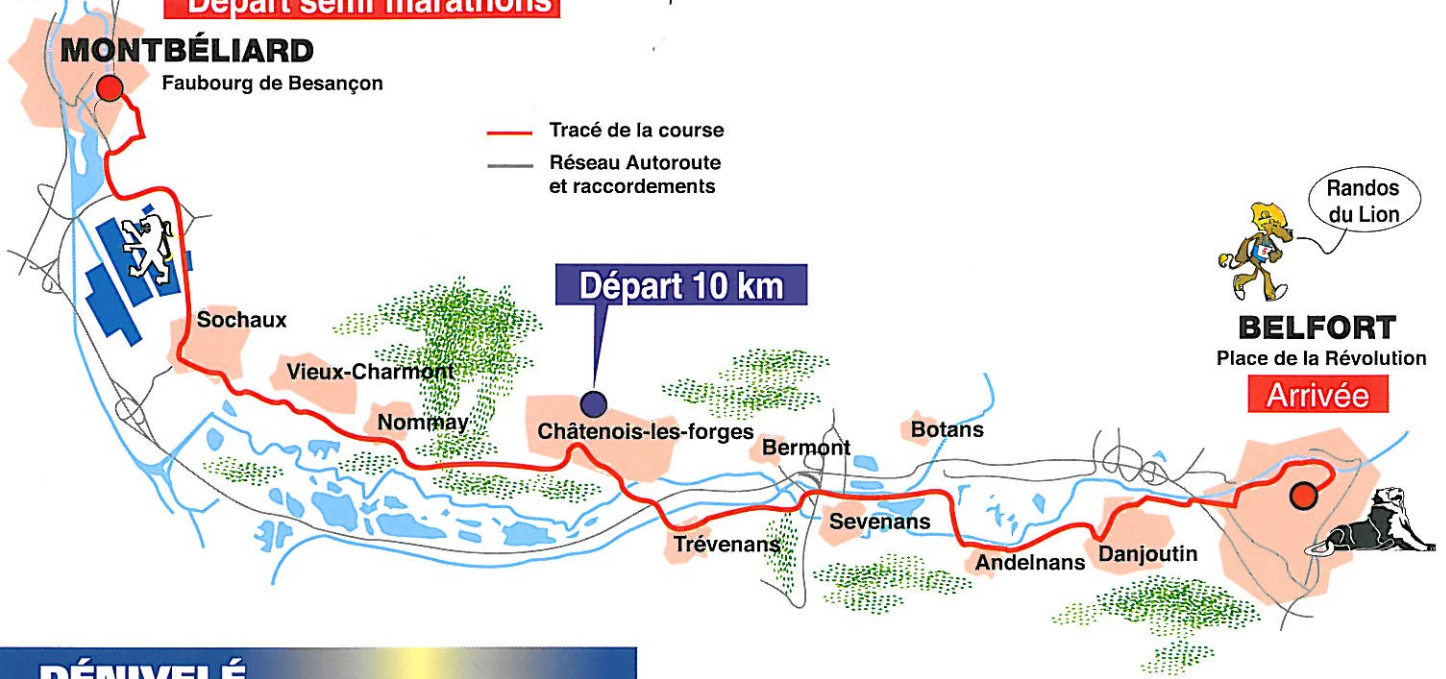 Départ semi marathons
MONTBÉLIARD
Faubourg de Besançon
Tracé de la course
Réseau Autoroute
et raccordements
Randos
du Lion
Départ 10 km
Sochaux
BELFORT
Place de la Révolution
Vieux-Charmont
Arrivée
Nommay
Châtenois-les-forges
Bermont
Botans
Sevenans
Trévenans
Andelnans
Danjoutin
DÉNIVELÉ